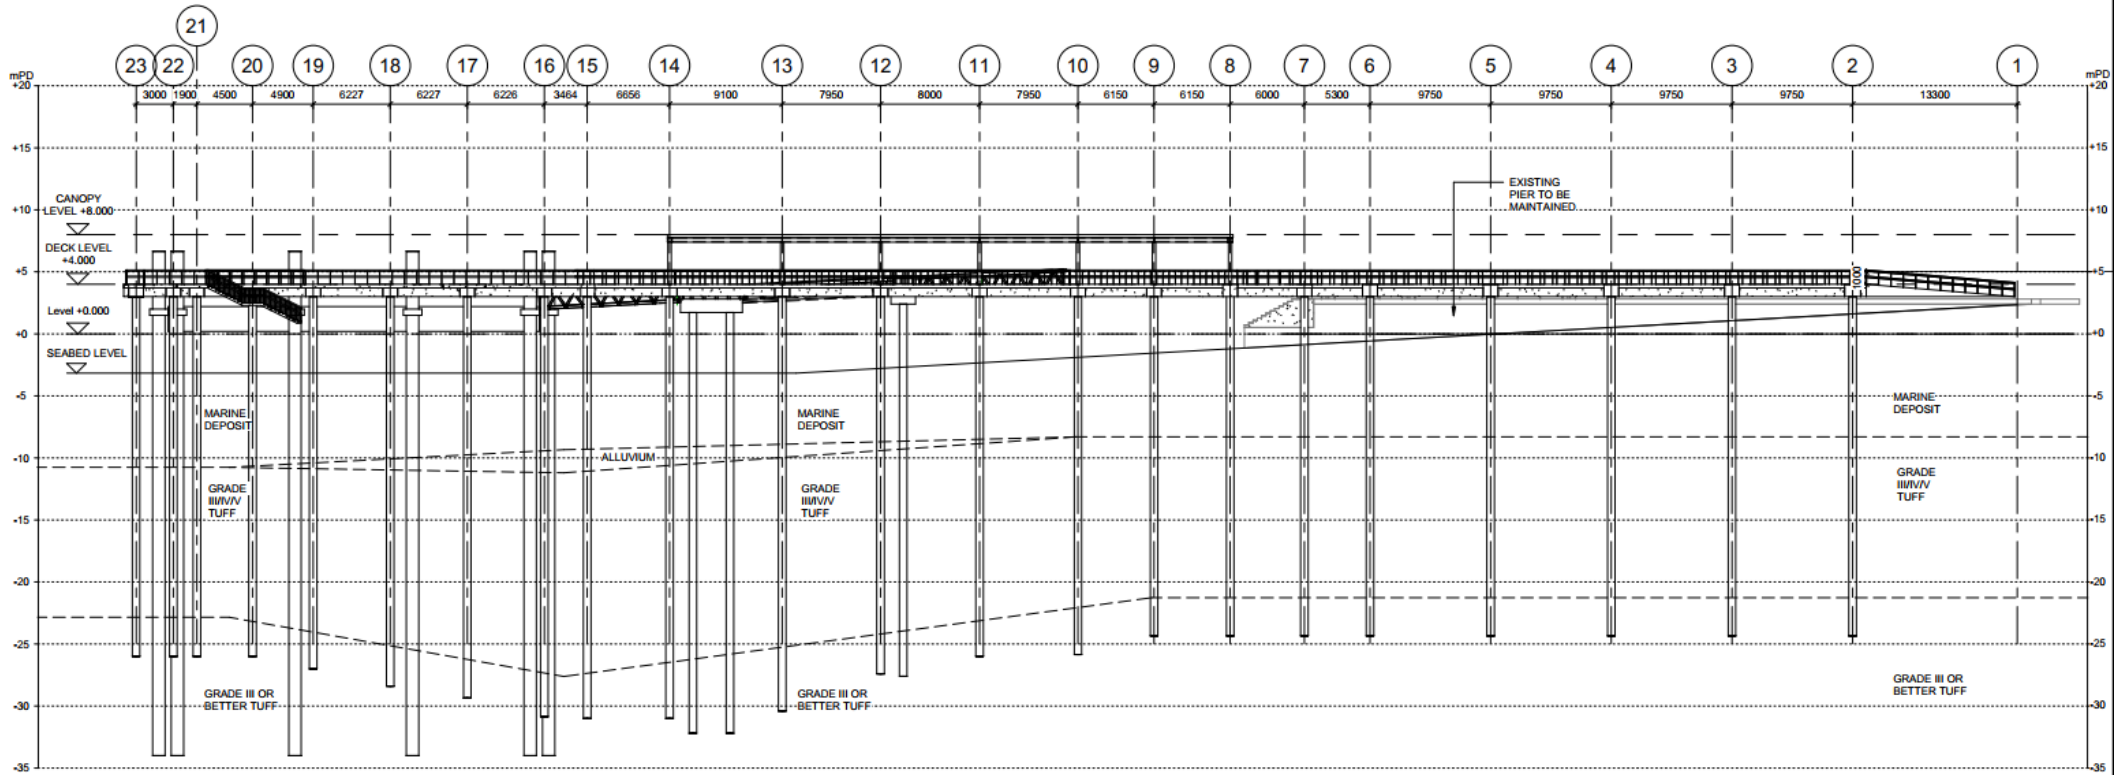 21
23 22 20 19 18 17 16 15 14 13 12 11 10 9 8 7 6 5 4 3 2 1
mPD mPD
+20 +20
3000 1900 4500 4900 6227 6227 6226 3464 6656 9100 7950 8000 7950 6150 6150 6000 5300 9750 9750 9750 9750 13300
+15 +15
EXISTING
PIER TO BE
MAINTAINED
CANOPY
LEVEL +8.000
+10 +10
DECK LEVEL
+4.000
+5 +5
1000
Level +0.000
+0 +0
SEABED LEVEL
-5 -5
MARINE
DEPOSIT
MARINE
DEPOSIT
MARINE
DEPOSIT
ALLUVIUM
-10 -10
GRADE
III/IV/V
TUFF
GRADE
III/IV/V
TUFF
GRADE
III/IV/V
TUFF
-15 -15
-20 -20
-25 -25
GRADE III OR
BETTER TUFF
GRADE III OR
BETTER TUFF
GRADE III OR
BETTER TUFF
-30 -30
-35 -35